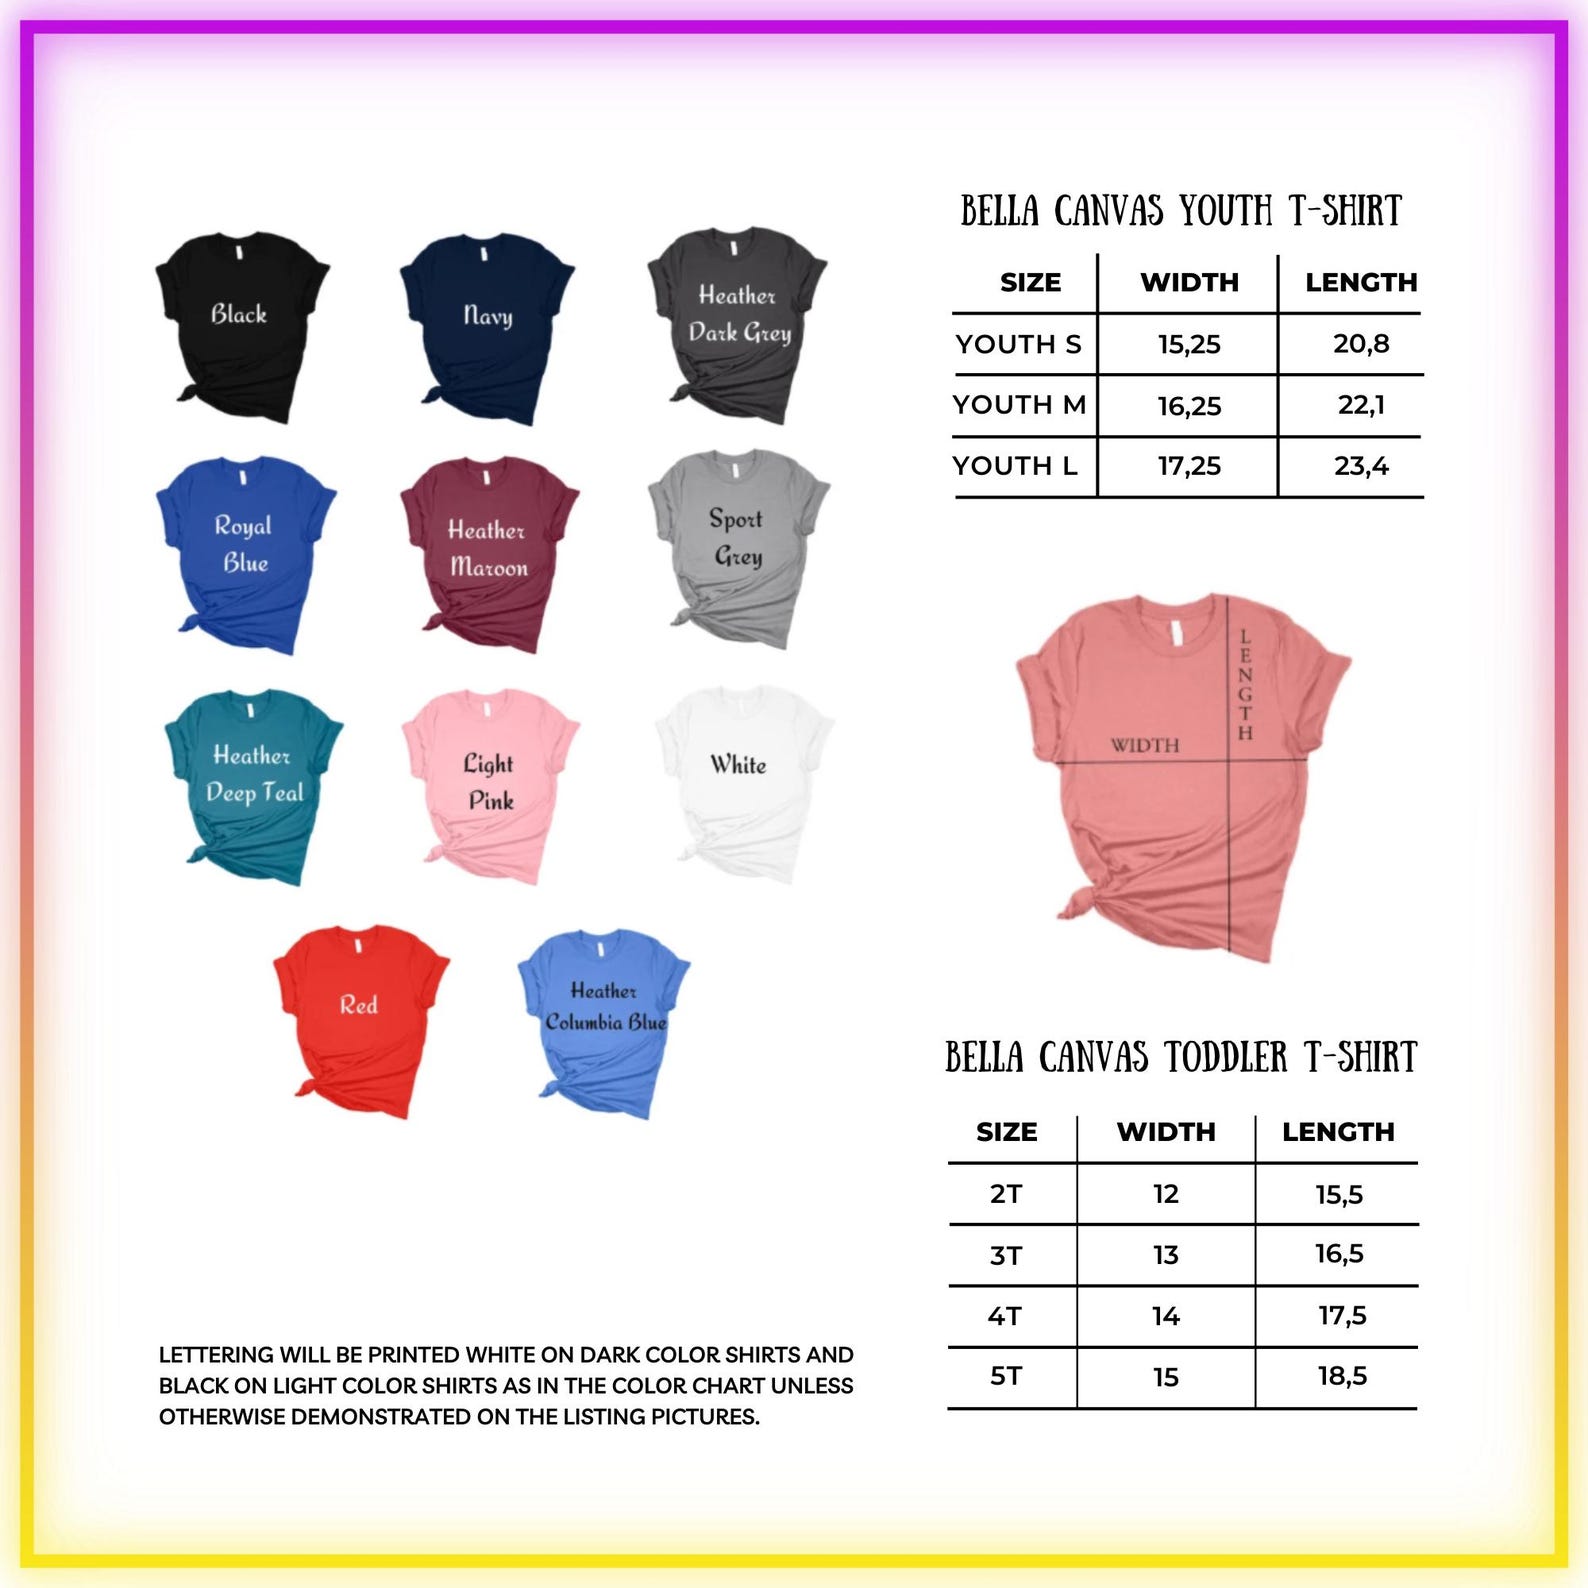 Black
Navy
Heather
Dark Grey
Royal
Blue
Heather
Maroon
Sport
Grey
Heather
Deep Teal
Light
Pink
White
Red
Heather
Columbia Blue
LETTERING WILL BE PRINTED WHITE ON DARK COLOR SHIRTS AND
BLACK ON LIGHT COLOR SHIRTS AS IN THE COLOR CHART UNLESS
OTHERWISE DEMONSTRATED ON THE LISTING PICTURES.
BELLA CANVAS YOUTH T-SHIRT
SIZE WIDTH LENGTH
YOUTH S 15,25 20,8
YOUTH M 16,25 22,1
YOUTH L 17,25 23,4
LENGTH
WIDTH
BELLA CANVAS TODDLER T-SHIRT
SIZE WIDTH LENGTH
2T 12 15,5
3T 13 16,5
4T 14 17,5
5T 15 18,5